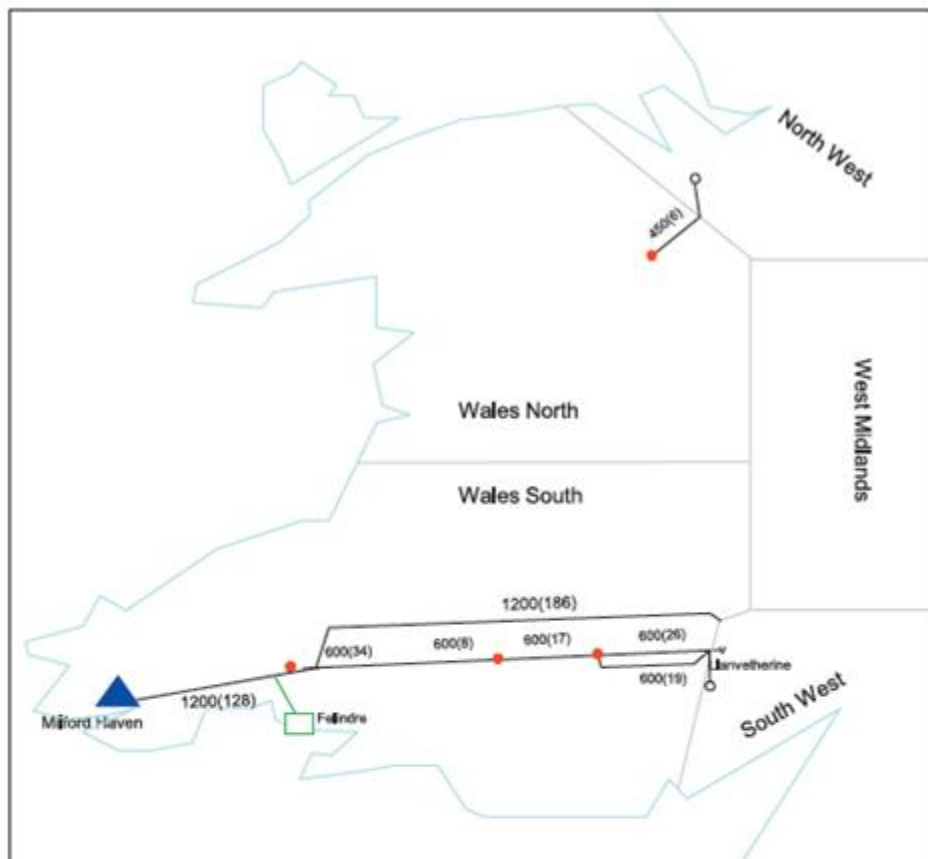 North West
450(6)
West Midlands
Wales North
Wales South
1200(186)
600(34)
600(8)
600(17)
600(26)
Llanvetherine
600(19)
1200(128)
Milford Haven
Felindre
South West